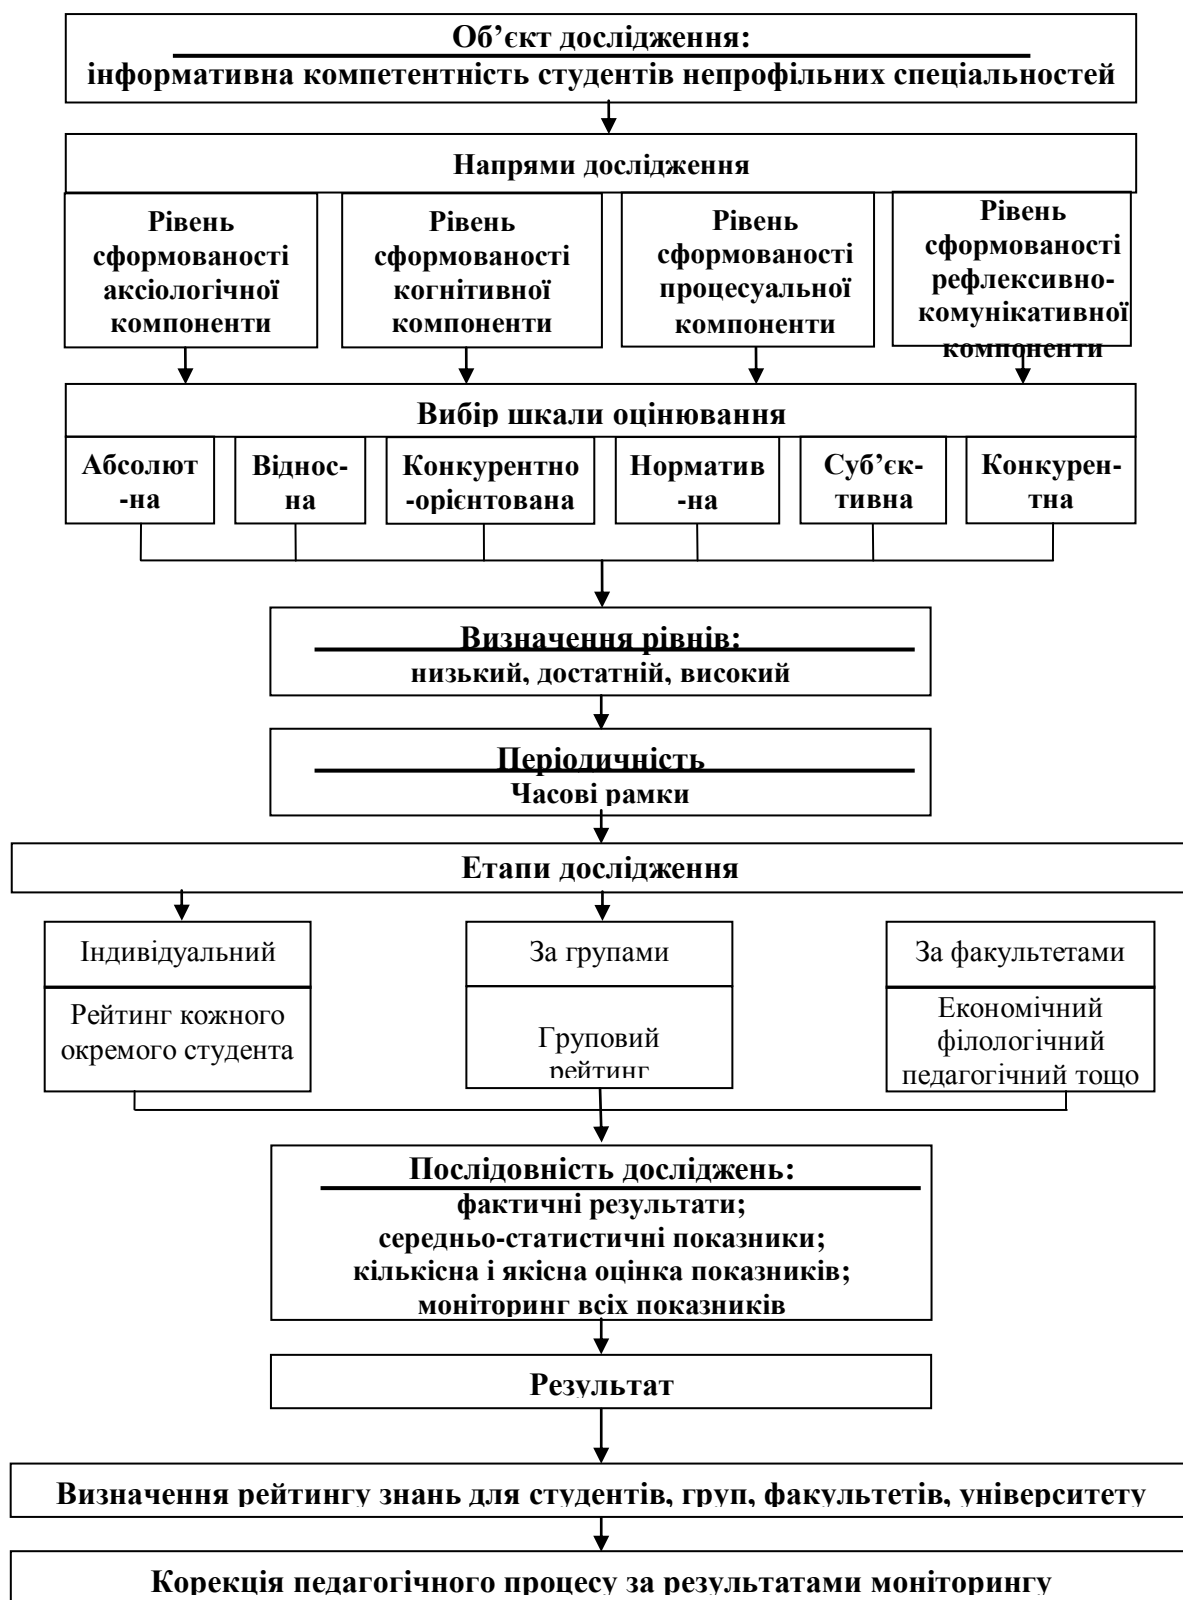 Об’єкт дослідження:
інформативна компетентність студентів непрофільних спеціальностей
Напрями дослідження
Рівень
сформованості
аксіологічної
компоненти
Рівень
сформованості
когнітивної
компоненти
Рівень
сформованості
процесуальної
компоненти
Рівень
сформованості
рефлексивно-
комунікативної
компоненти
Вибір шкали оцінювання
Абсолют
-на
Віднос-
на
Конкурентно
-орієнтована
Норматив
-на
Суб’єк-
тивна
Конкурен-
тна
Визначення рівнів:
низький, достатній, високий
Періодичність
Часові рамки
Етапи дослідження
Індивідуальний
Рейтинг кожного
окремого студента
За групами
Груповий
рейтинг
За факультетами
Економічний
філологічний
педагогічний тощо
Послідовність досліджень:
фактичні результати;
середньо-статистичні показники;
кількісна і якісна оцінка показників;
моніторинг всіх показників
Результат
Визначення рейтингу знань для студентів, груп, факультетів, університету
Корекція педагогічного процесу за результатами моніторингу